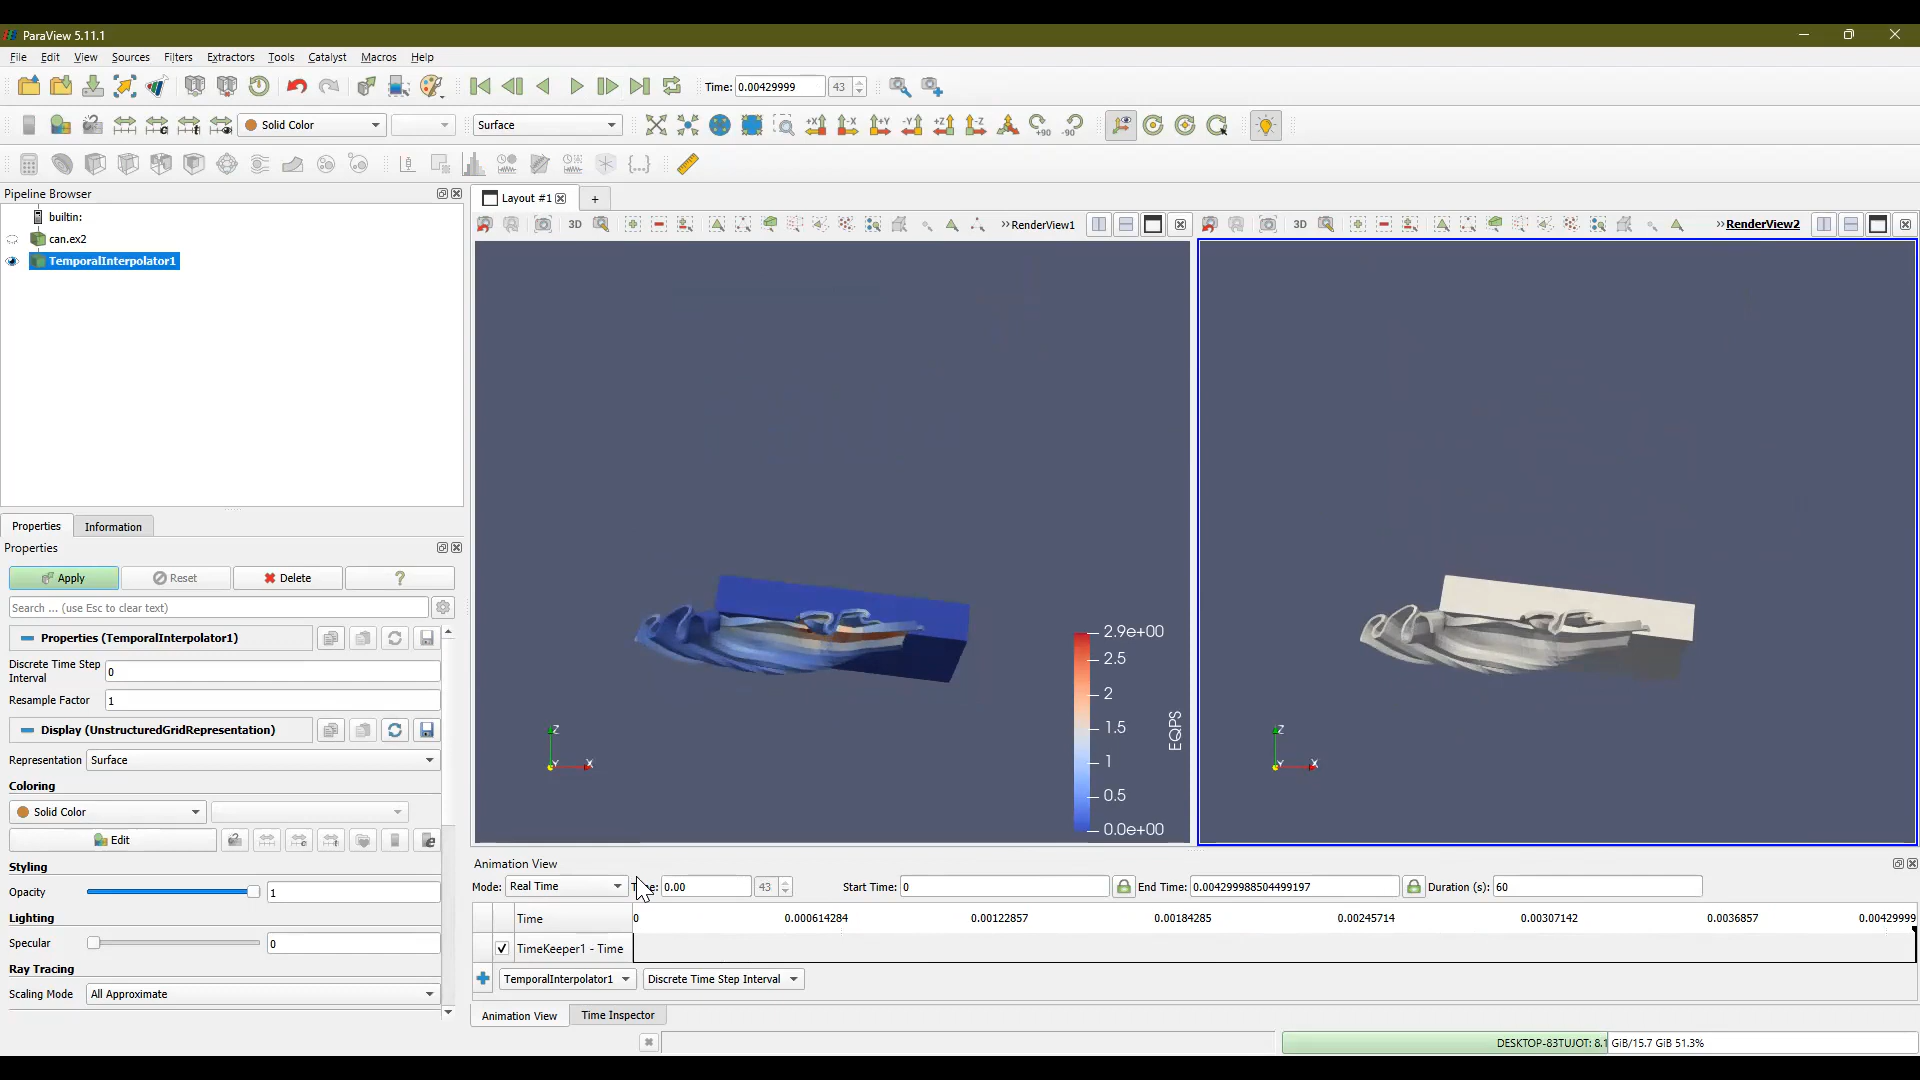 ParaView 5.11.1
File Edit View Sources Filters Extractors Tools Catalyst Macros Help
Time: 0.00429999 43
Solid Color Surface +X -X +Y -Y +Z -Z +90 -90
Pipeline Browser Layout #1 +
builtin: 3D RenderView1 3D RenderView2
can.ex2
TemporalInterpolator1
Properties Information
Properties
Apply Reset Delete ?
Search ... (use Esc to clear text)
Properties (TemporalInterpolator1)
Discrete Time Step
Interval 0
Resample Factor 1
Display (UnstructuredGridRepresentation)
Representation Surface
Coloring
Solid Color
Edit
Styling
Opacity 1
Lighting
Specular 0
Ray Tracing
Scaling Mode All Approximate
2.9e+00
2.5
2
1.5
1
0.5
0.0e+00
EQPS
Z
Y X
Z
Y X
Animation View
Mode: Real Time 0.00 43 Start Time: 0 End Time: 0.004299988504499197 Duration (s): 60
Time 0 0.000614284 0.00122857 0.00184285 0.00245714 0.00307142 0.0036857 0.00429999
TimeKeeper1 - Time
TemporalInterpolator1 Discrete Time Step Interval
Animation View Time Inspector
DESKTOP-83TUJOT: 8.1 GiB/15.7 GiB 51.3%